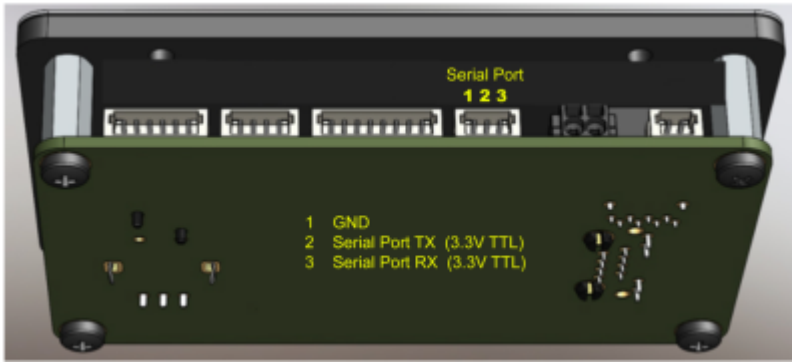 Serial Port
1 2 3
1 GND
2 Serial Port TX (3.3V TTL)
3 Serial Port RX (3.3V TTL)